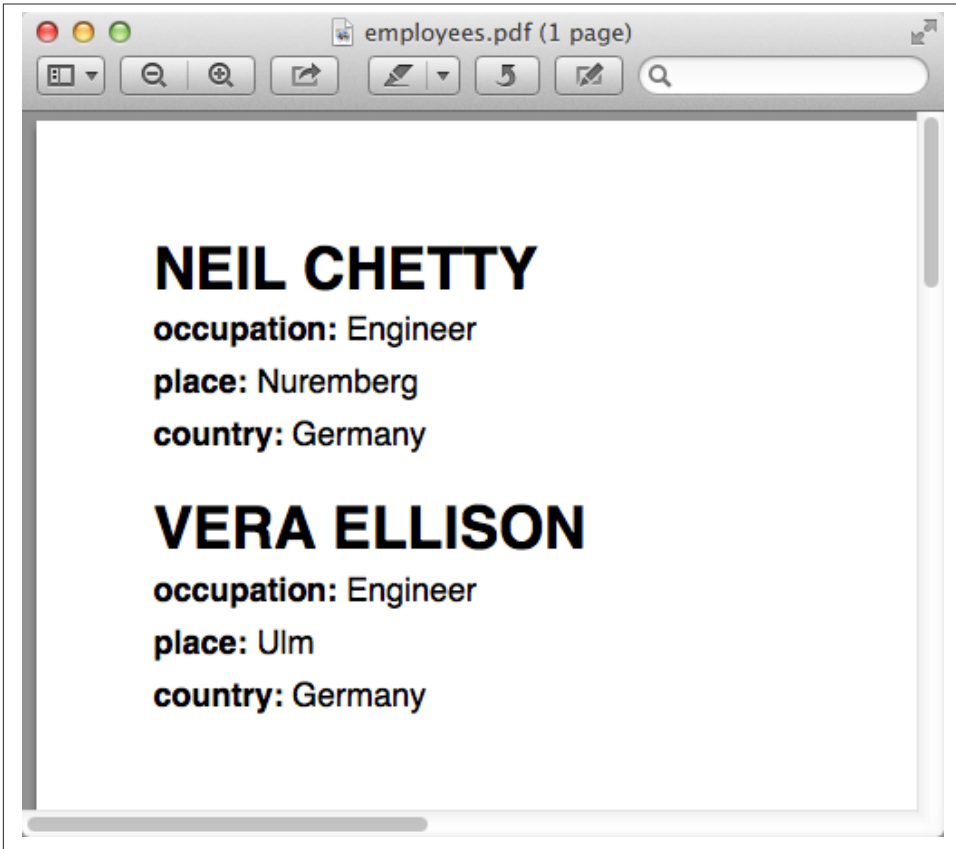 employees.pdf (1 page)
NEIL CHETTY
occupation: Engineer
place: Nuremberg
country: Germany
VERA ELLISON
occupation: Engineer
place: Ulm
country: Germany